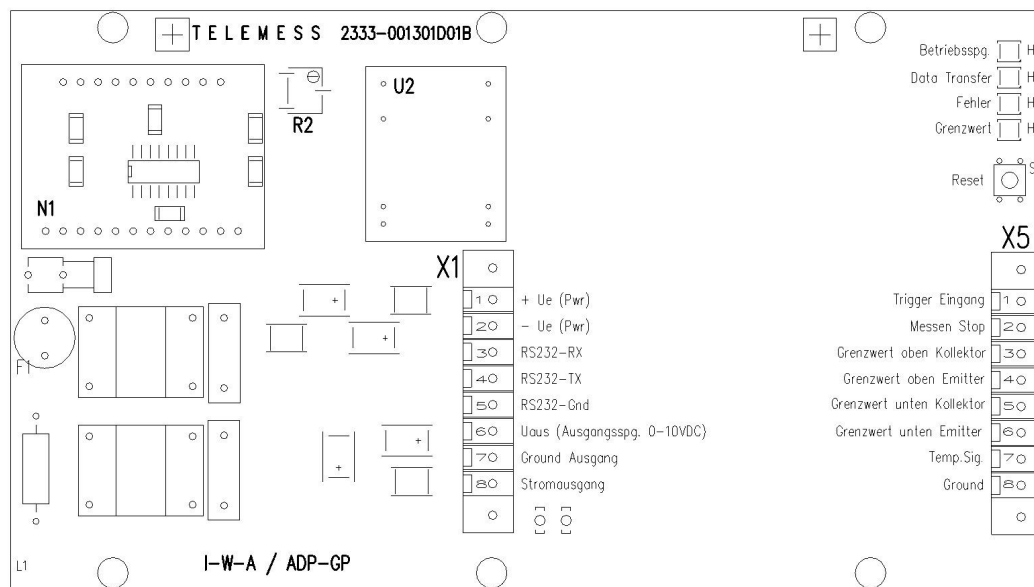 TELEMESS 2333-001301D01B
Betriebsspg. H
Data Transfer H
Fehler H
Grenzwert H
Reset S
N1
R2
U2
X1
1 + Ue (Pwr)
2 - Ue (Pwr)
3 RS232-RX
4 RS232-TX
5 RS232-Gnd
6 Uaus (Ausgangsspg. 0-10VDC)
7 Ground Ausgang
8 Stromausgang
X5
Trigger Eingang 1
Messen Stop 2
Grenzwert oben Kollektor 3
Grenzwert oben Emitter 4
Grenzwert unten Kollektor 5
Grenzwert unten Emitter 6
Temp.Sig. 7
Ground 8
F1
L1
I-W-A / ADP-GP